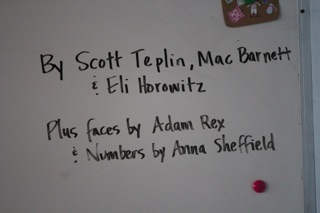 By Scott Teplin, Mac Barnett
& Eli Horowitz
Plus faces by Adam Rex
& Numbers by Anna Sheffield